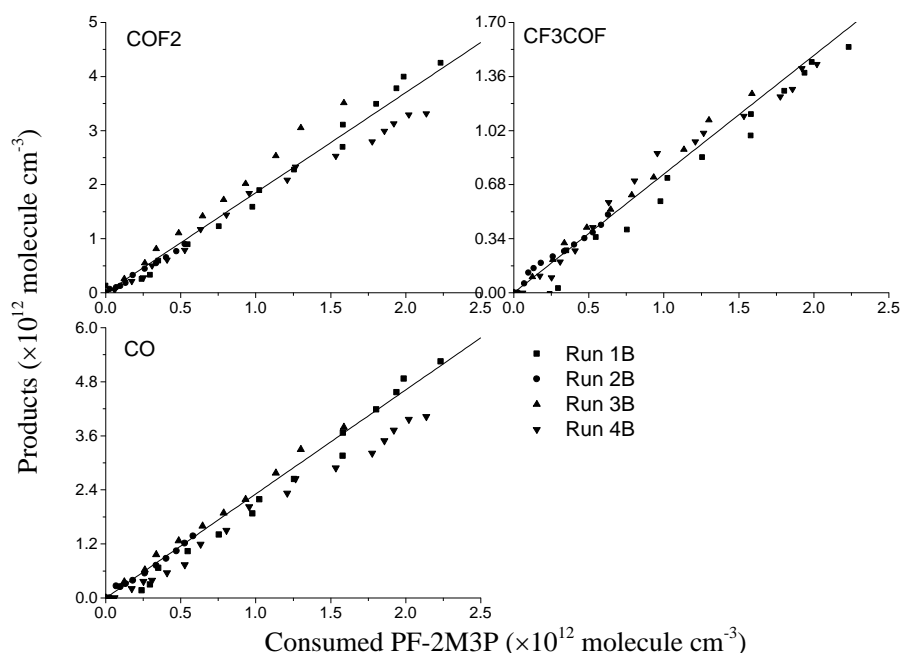 COF2
5
4
3
2
1
0
0.0 0.5 1.0 1.5 2.0 2.5
CF3COF
1.70
1.36
1.02
0.68
0.34
0.00
0.0 0.5 1.0 1.5 2.0 2.5
CO
6.0
4.8
3.6
2.4
1.2
0.0
0.0 0.5 1.0 1.5 2.0 2.5
Run 1B
Run 2B
Run 3B
Run 4B
Products (×10¹² molecule cm⁻³)
Consumed PF-2M3P (×10¹² molecule cm⁻³)